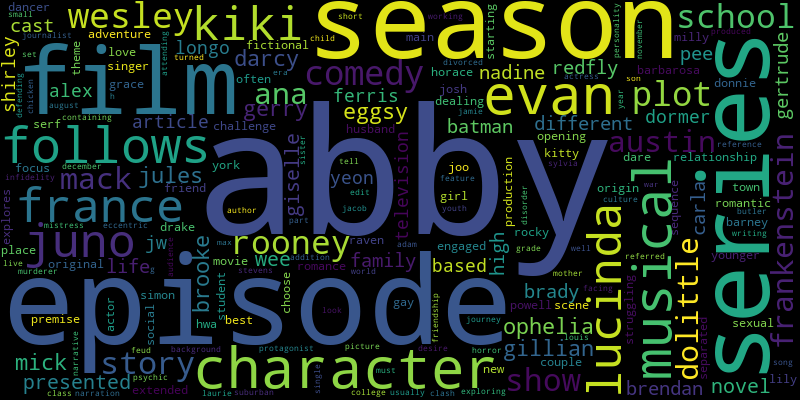 dancer
small
cast
wesley
kiki
season
short
working
personality
school
journalist
adventure
love
fictional
child
main
starting
november
produced
shirley
set
theme
singer
attending
turned
era
longo
darcy
divorced
milly
pee
film
alex
grace
often
comedy
horace
nadine
redfly
actress
barbarosa
gertrude
defending
chicken
august
h
ana
ferris
josh
evan
son
year
plot
donnie
containing
gerry
eggsy
dealing
jamie
dormer
serf
article
challenge
husband
batman
different
austin
reference
follows
york
giselle
sister
television
opening
kitty
sylvia
dare
relationship
focus
december
tell
yeon
abby
joo
feature
girl
youth
production
disorder
origin
culture
war
carla
town
series
infidelity
mack
jules
friend
edit
jacob
part
romantic
butler
explores
france
author
lucinda
musical
sequence
barney
writing
mistress
eccentric
drake
rocky
grade
referred
frankenstein
place
juno
jw
rooney
raven
adam
engaged
high
well
dolittle
younger
live
original
life
g
brooke
max
movie
wee
addition
family
based
mother
struggling
murderer
audience
stevens
romance
world
episode
student
choose
journey
brady
facing
simon
social
hwa
look
gay
friendship
powell
scene
louis
separated
sexual
premise
actor
best
ophelia
song
feud
narrative
background
protagonist
picture
desire
horror
gillian
couple
mick
story
psychic
character
must
new
show
lily
presented
extended
single
brendan
novel
class
narration
laurie
suburban
college
usually
clash
exploring